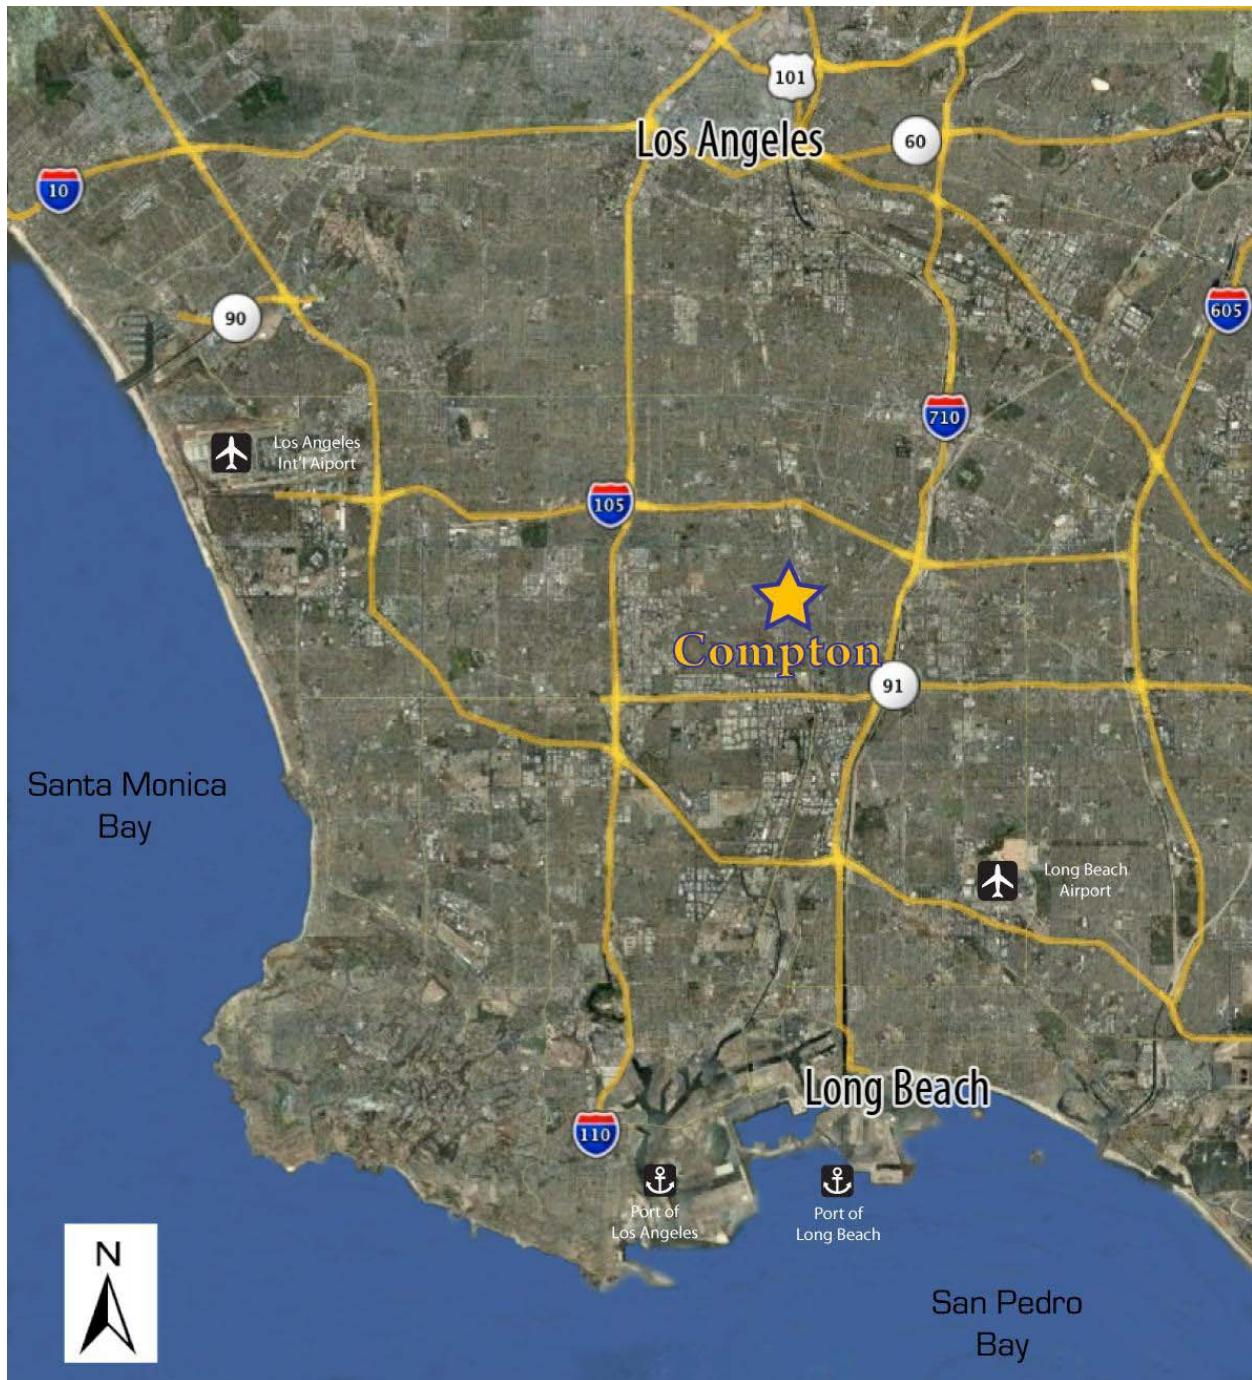 101
60
Los Angeles
10
90
605
710
Los Angeles
Int'l Aiport
105
Compton
91
Santa Monica
Bay
Long Beach
Airport
Long Beach
110
Port of
Los Angeles
Port of
Long Beach
N
San Pedro
Bay